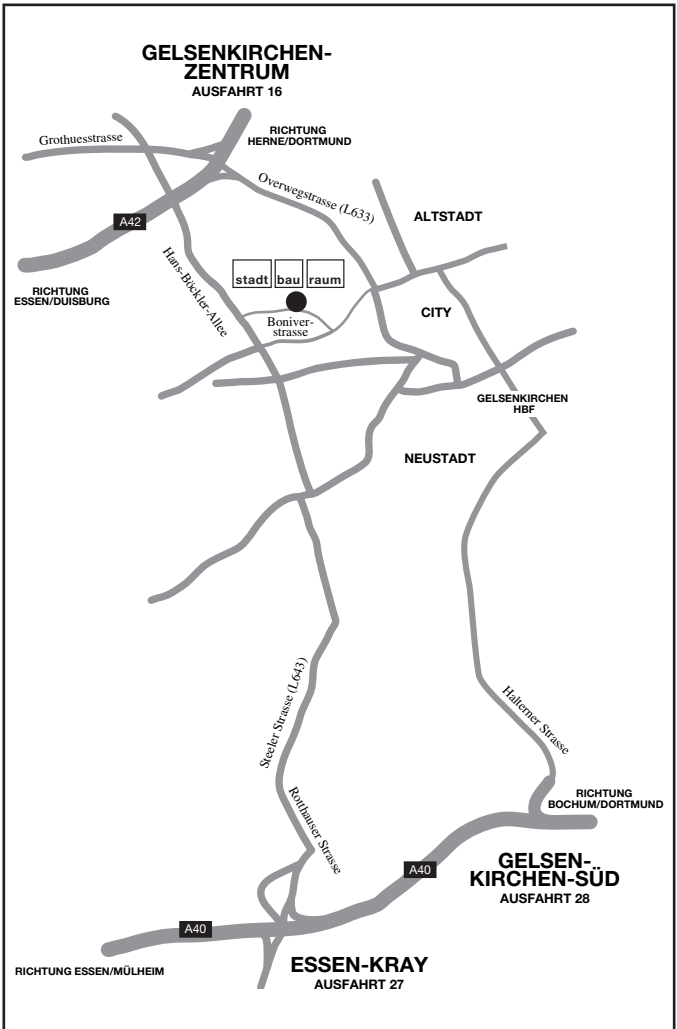 GELSENKIRCHEN-
ZENTRUM
AUSFAHRT 16
RICHTUNG
HERNE/DORTMUND
Grothuesstrasse
Overwegstrasse (L633)
ALTSTADT
A42
RICHTUNG
ESSEN/DUISBURG
Hans-Böckler-Allee
stadt bau raum
Boniver-
strasse
CITY
GELSENKIRCHEN
HBF
NEUSTADT
Steeler Strasse (L643)
Halterner Strasse
Rotthauser Strasse
RICHTUNG
BOCHUM/DORTMUND
A40
GELSEN-
KIRCHEN-SÜD
AUSFAHRT 28
A40
RICHTUNG ESSEN/MÜLHEIM
ESSEN-KRAY
AUSFAHRT 27